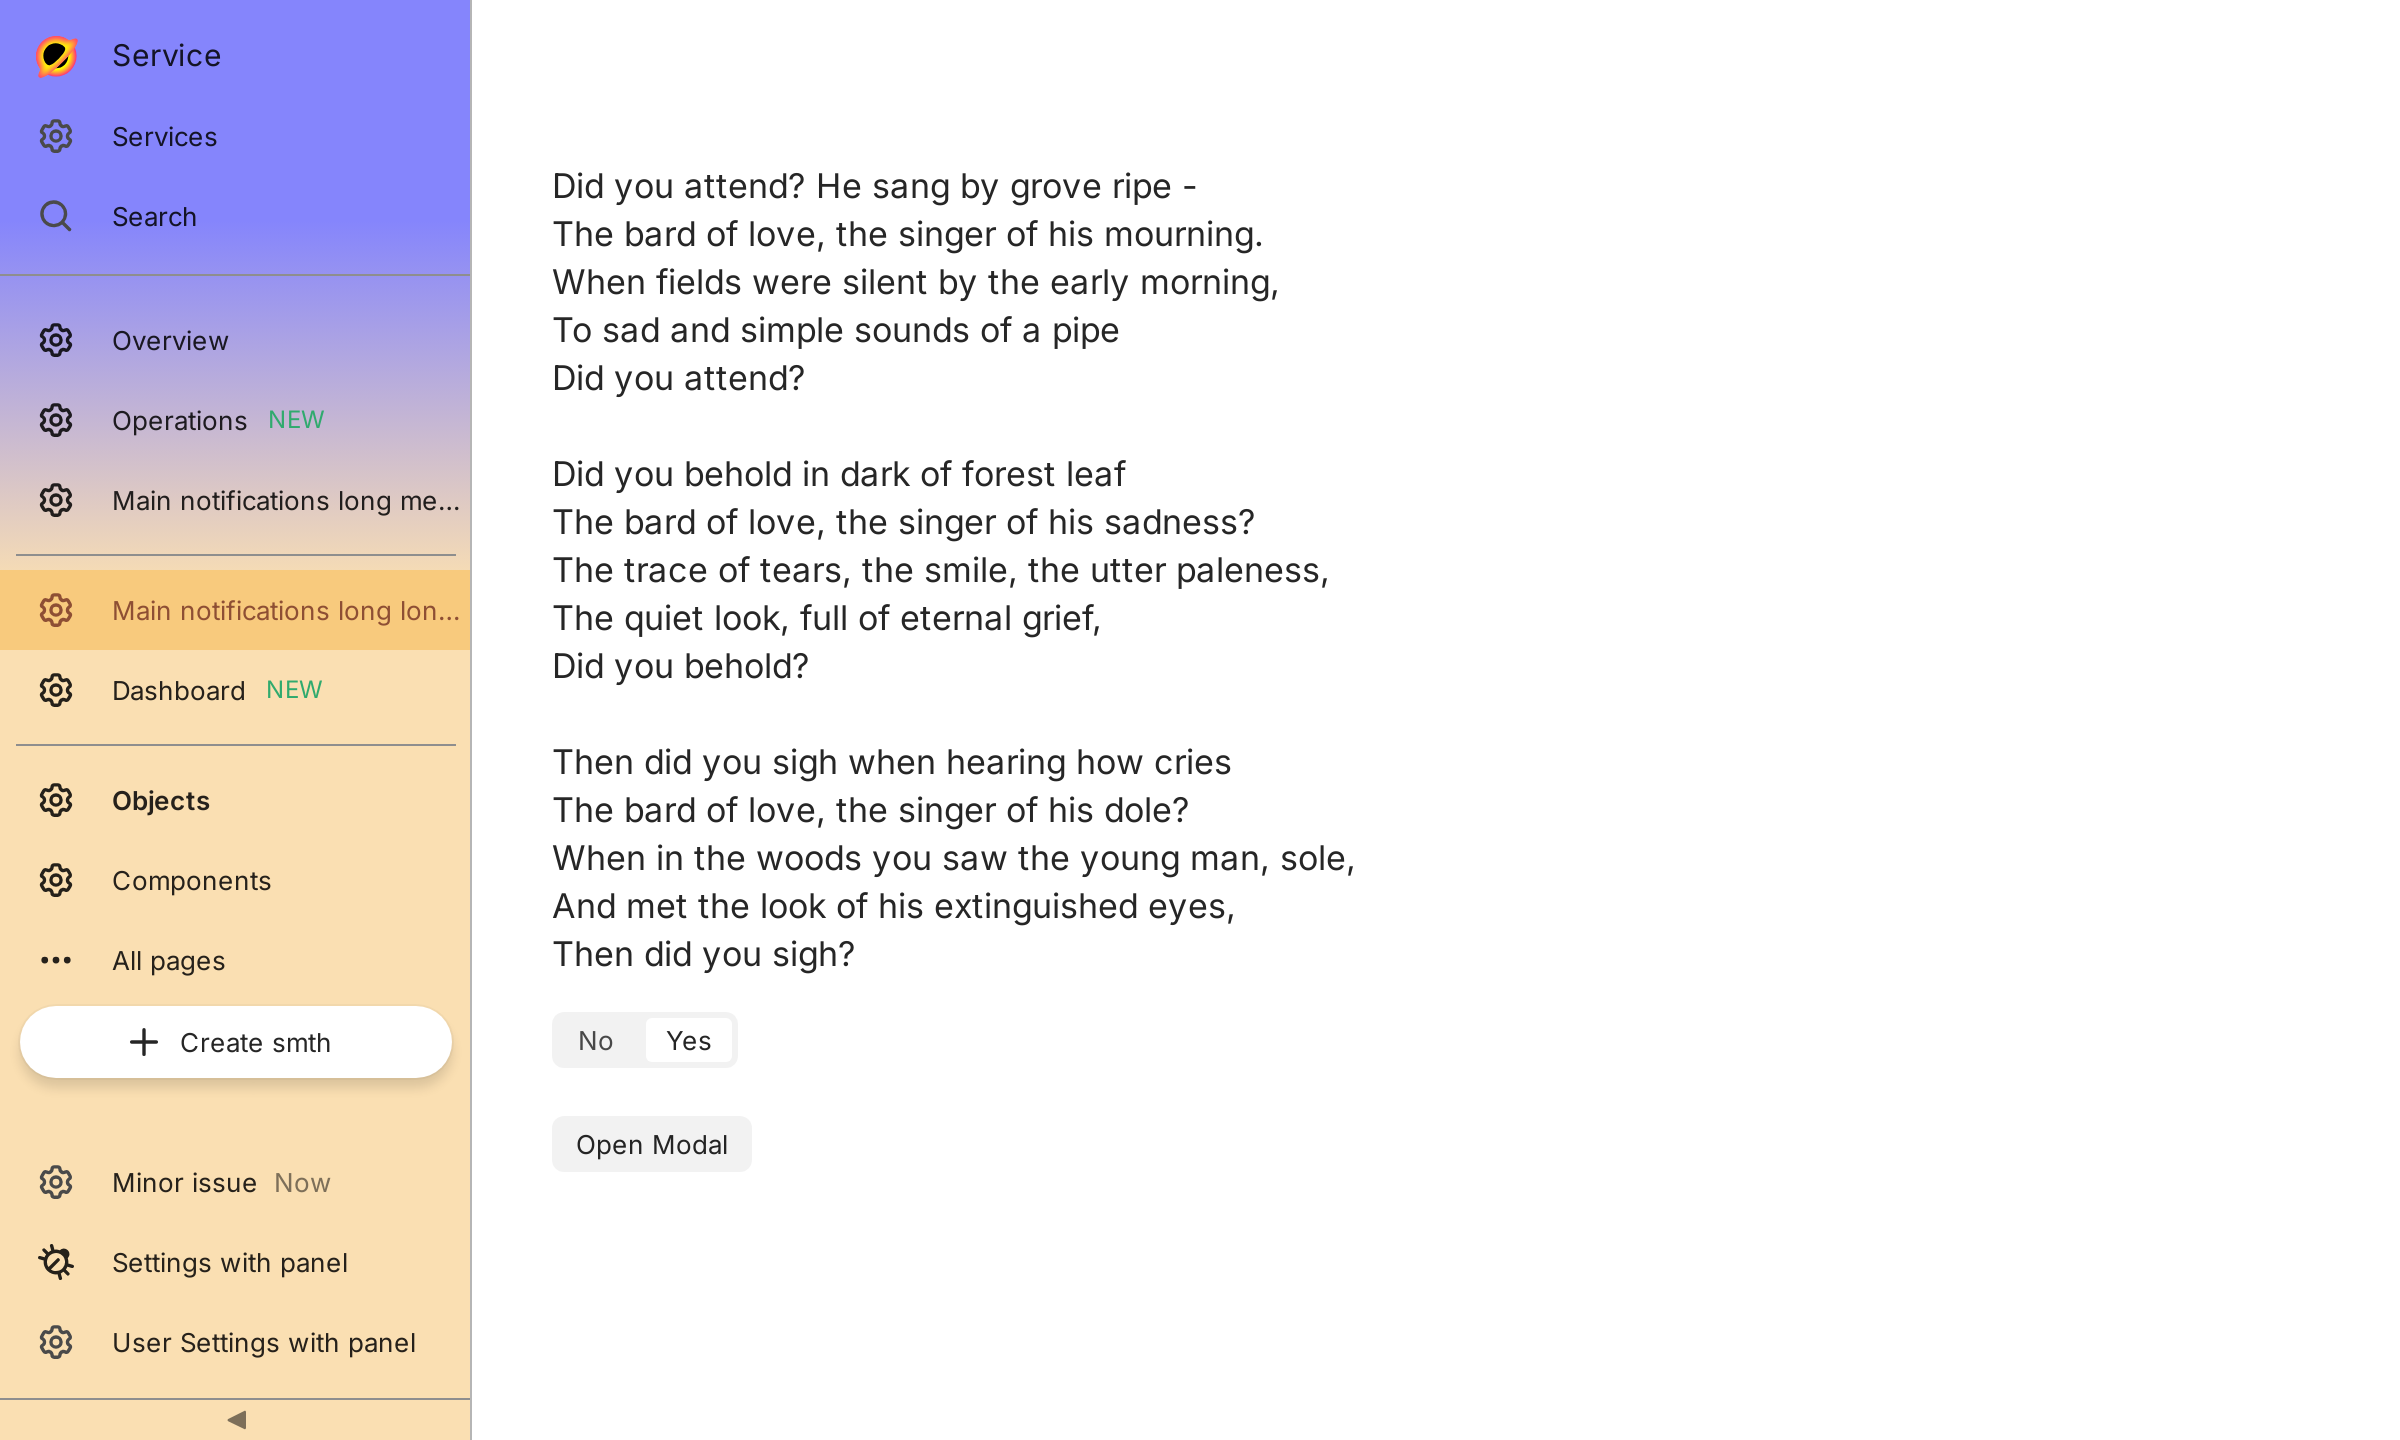 Service
Services
Search
Overview
Operations NEW
Main notifications long me...
Main notifications long lon...
Dashboard NEW
Objects
Components
All pages
Create smth
Minor issue Now
Settings with panel
User Settings with panel
Did you attend? He sang by grove ripe -
The bard of love, the singer of his mourning.
When fields were silent by the early morning,
To sad and simple sounds of a pipe
Did you attend?
Did you behold in dark of forest leaf
The bard of love, the singer of his sadness?
The trace of tears, the smile, the utter paleness,
The quiet look, full of eternal grief,
Did you behold?
Then did you sigh when hearing how cries
The bard of love, the singer of his dole?
When in the woods you saw the young man, sole,
And met the look of his extinguished eyes,
Then did you sigh?
No Yes
Open Modal